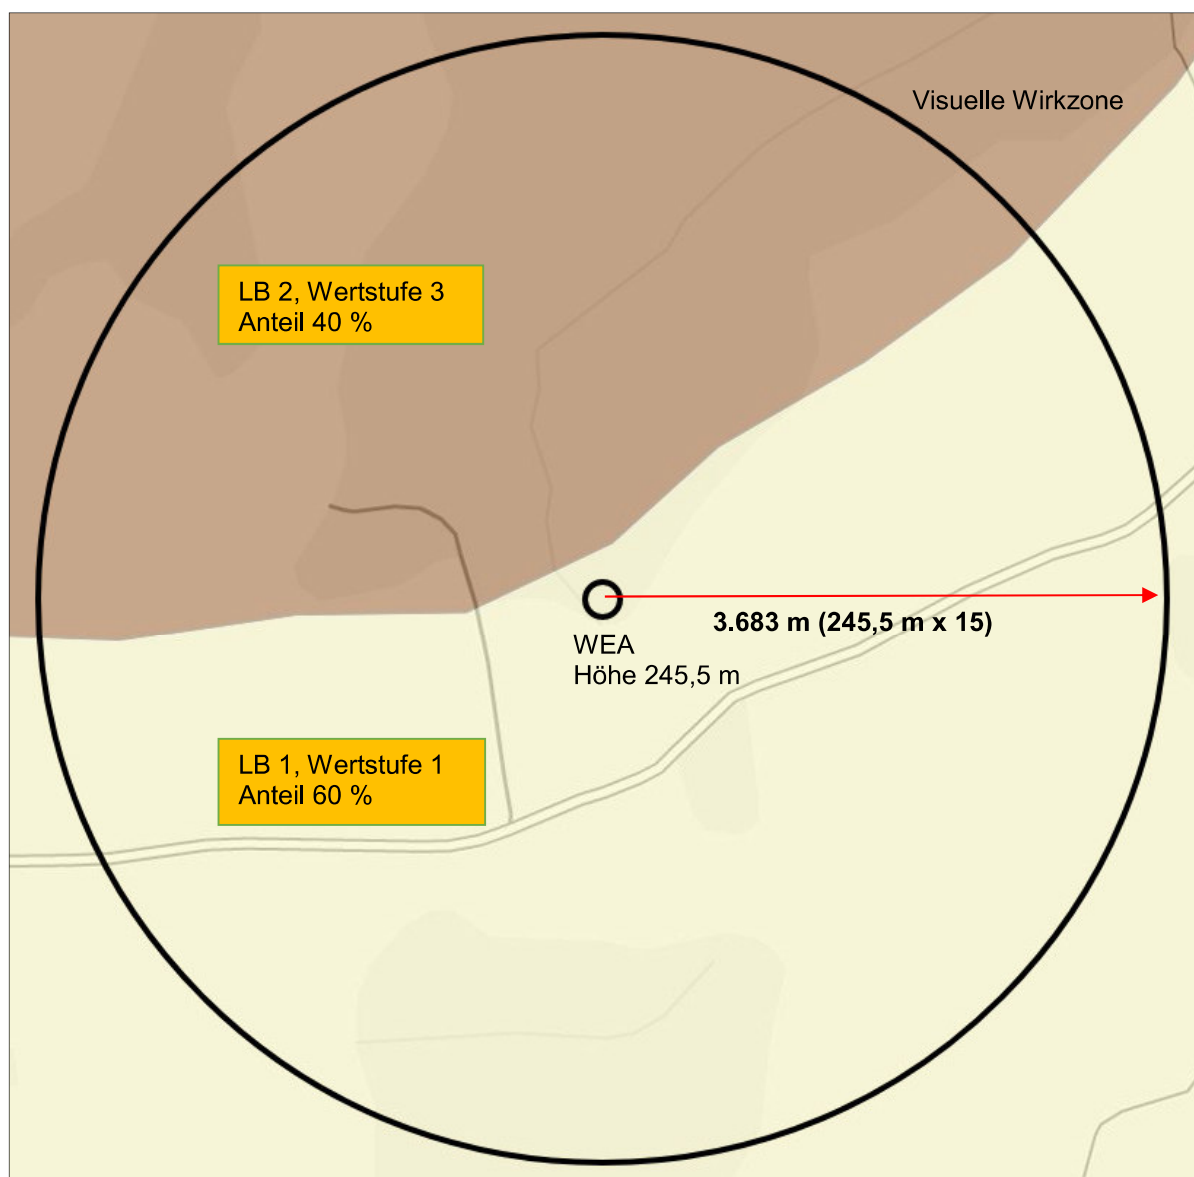 Visuelle Wirkzone
LB 2, Wertstufe 3
Anteil 40 %
3.683 m (245,5 m x 15)
WEA
Höhe 245,5 m
LB 1, Wertstufe 1
Anteil 60 %